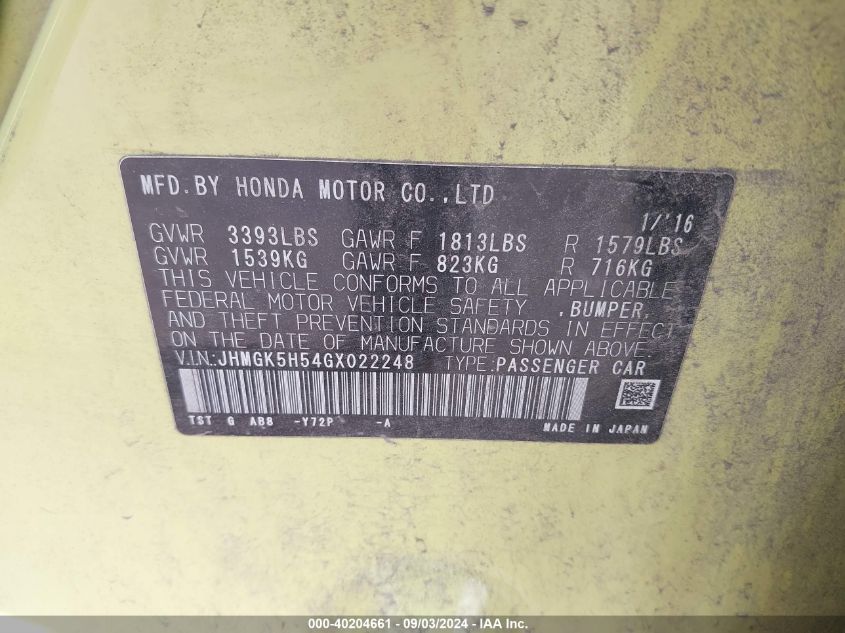 MFD.BY HONDA MOTOR CO.,LTD
1/'16
GVWR 3393LBS GAWR F 1813LBS R 1579LBS
GVWR 1539KG GAWR F 823KG R 716KG
THIS VEHICLE CONFORMS TO ALL APPLICABLE
FEDERAL MOTOR VEHICLE SAFETY ,BUMPER,
AND THEFT PREVENTION STANDARDS IN EFFECT
ON THE DATE OF MANUFACTURE SHOWN ABOVE.
V.I.N:JHMGK5H54GX022248 TYPE:PASSENGER CAR
TST G AB8 -Y72P -A MADE IN JAPAN
000-40204661 - 09/03/2024 - IAA Inc.